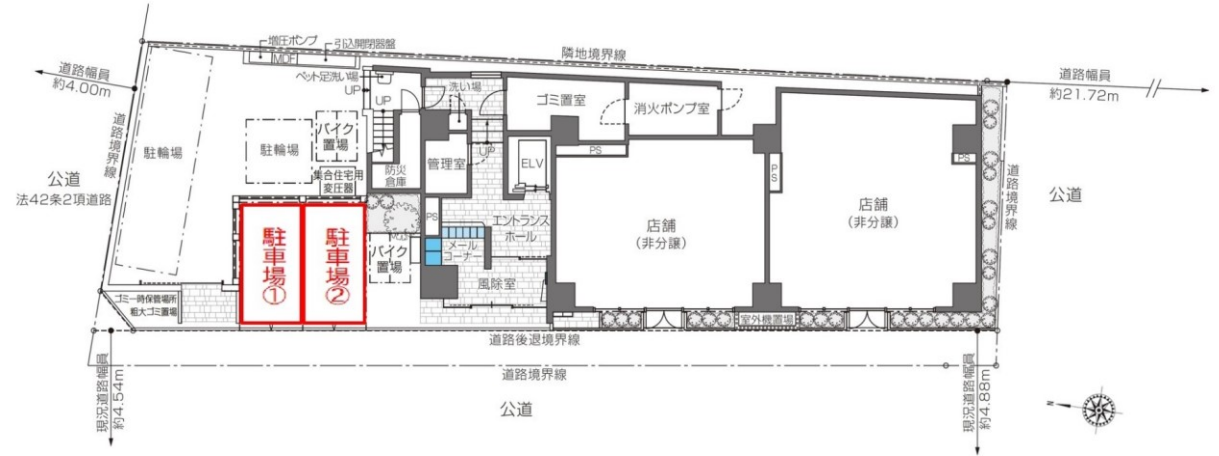 増圧ポンプ
引込開閉器盤
MDF
隣地境界線
道路幅員
約4.00m
道路幅員
約21.72m
ペット足洗い場
UP
UP
洗い場
ゴミ置室
消火ポンプ室
道路境界線
駐輪場
駐輪場
バイク
置場
集合住宅用
変圧器
防災
倉庫
管理室
UP
ELV
PS
PS
PS
道路境界線
公道
法42条2項道路
公道
駐車場①
駐車場②
バイク
置場
PS
メール
コーナー
エントランス
ホール
風除室
店舗
(非分譲)
店舗
(非分譲)
ゴミ一時保管場所
粗大ゴミ置場
室外機置場
道路後退境界線
道路境界線
現況道路幅員
約4.54m
現況道路幅員
約4.88m
公道
N